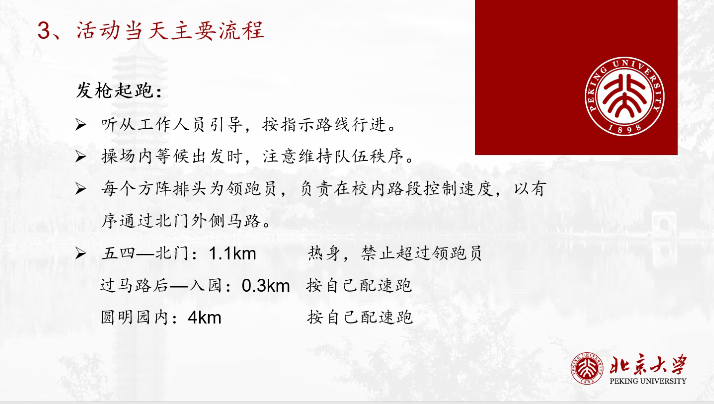 3、活动当天主要流程
PEKING UNIVERSITY
1898
发枪起跑：
➢ 听从工作人员引导，按指示路线行进。
➢ 操场内等候出发时，注意维持队伍秩序。
➢ 每个方阵排头为领跑员，负责在校内路段控制速度，以有
序通过北门外侧马路。
➢ 五四—北门：1.1km 热身，禁止超过领跑员
过马路后—入园：0.3km 按自己配速跑
圆明园内：4km 按自己配速跑
北京大学
PEKING UNIVERSITY